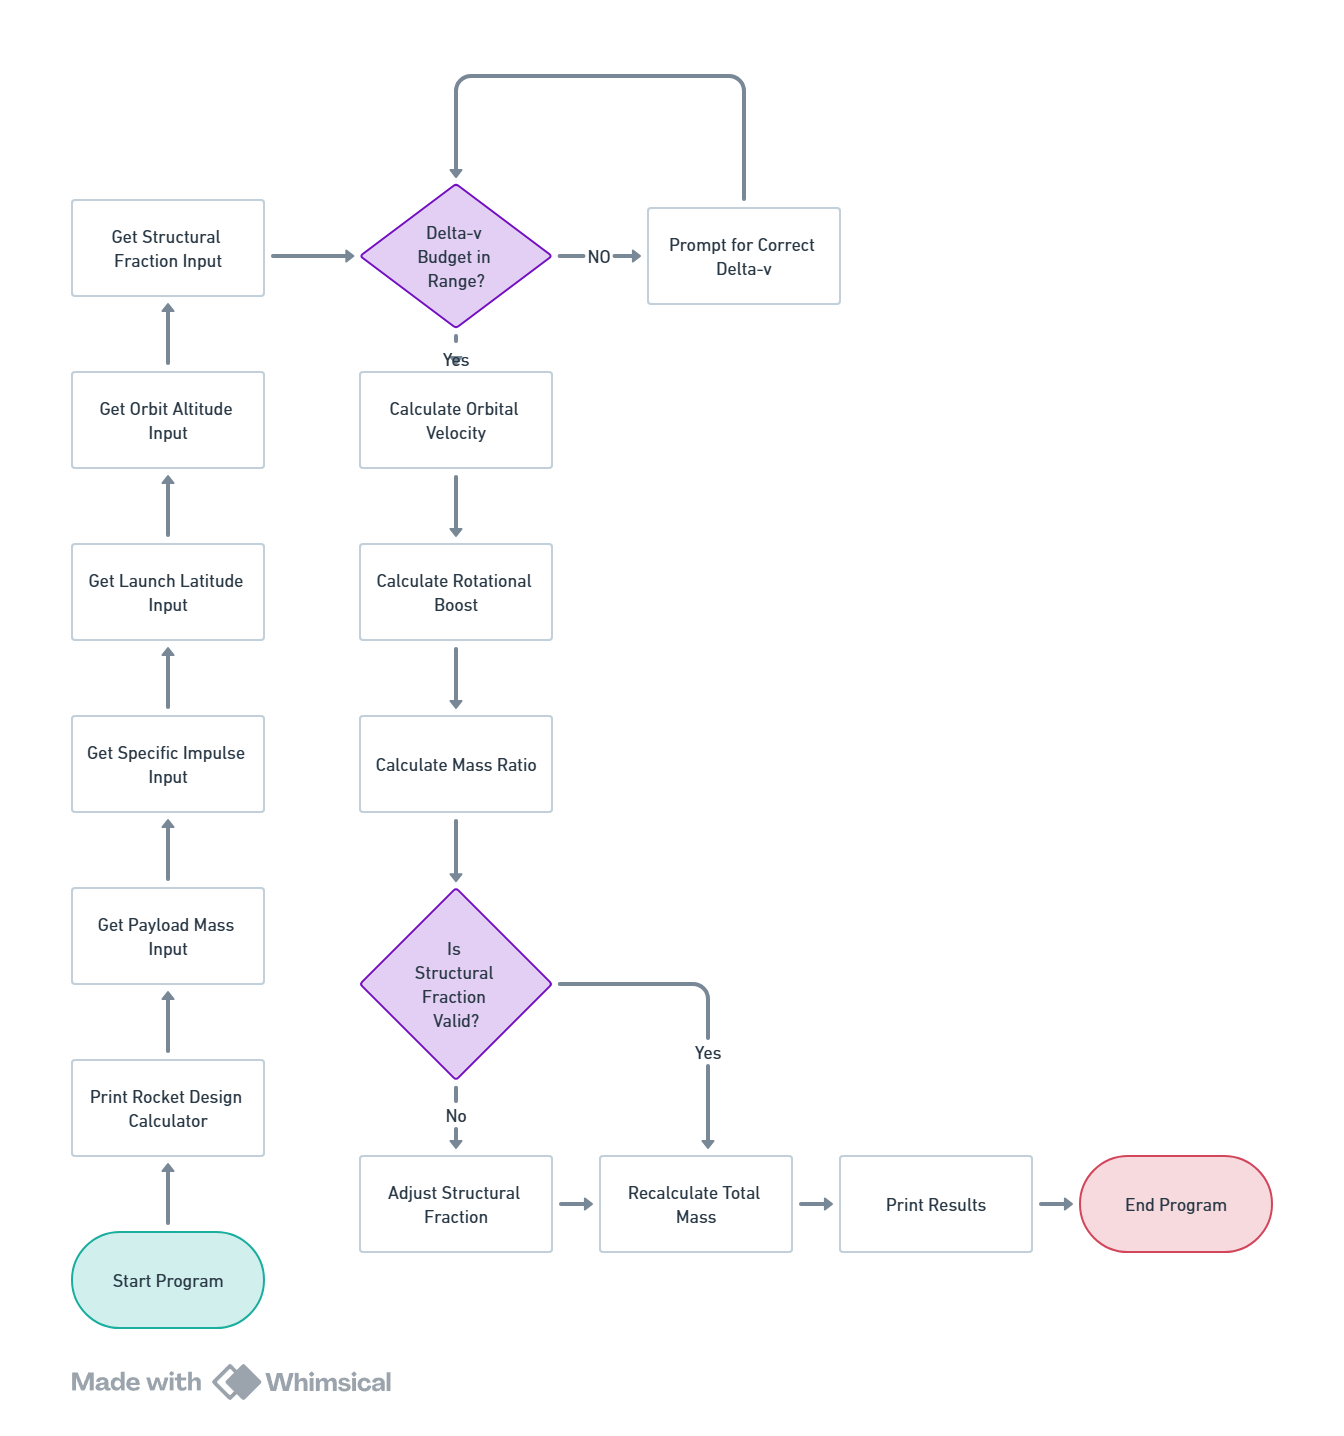 Start Program
Print Rocket Design
Calculator
Get Payload Mass
Input
Get Specific Impulse
Input
Get Launch Latitude
Input
Get Orbit Altitude
Input
Get Structural
Fraction Input
Delta-v
Budget in
Range?
NO
Prompt for Correct
Delta-v
Yes
Calculate Orbital
Velocity
Calculate Rotational
Boost
Calculate Mass Ratio
Is
Structural
Fraction
Valid?
Yes
No
Adjust Structural
Fraction
Recalculate Total
Mass
Print Results
End Program
Made with Whimsical